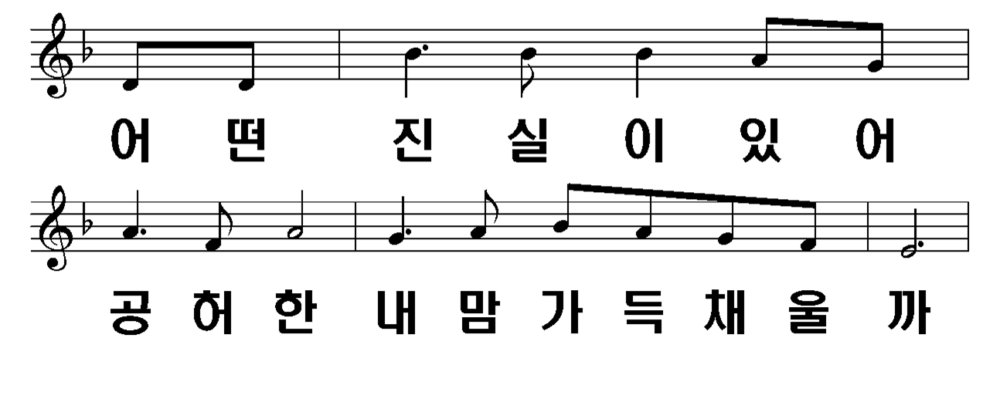 어 떤 진 실 이 있 어
공 허 한 내 맘 가 득 채 울 까